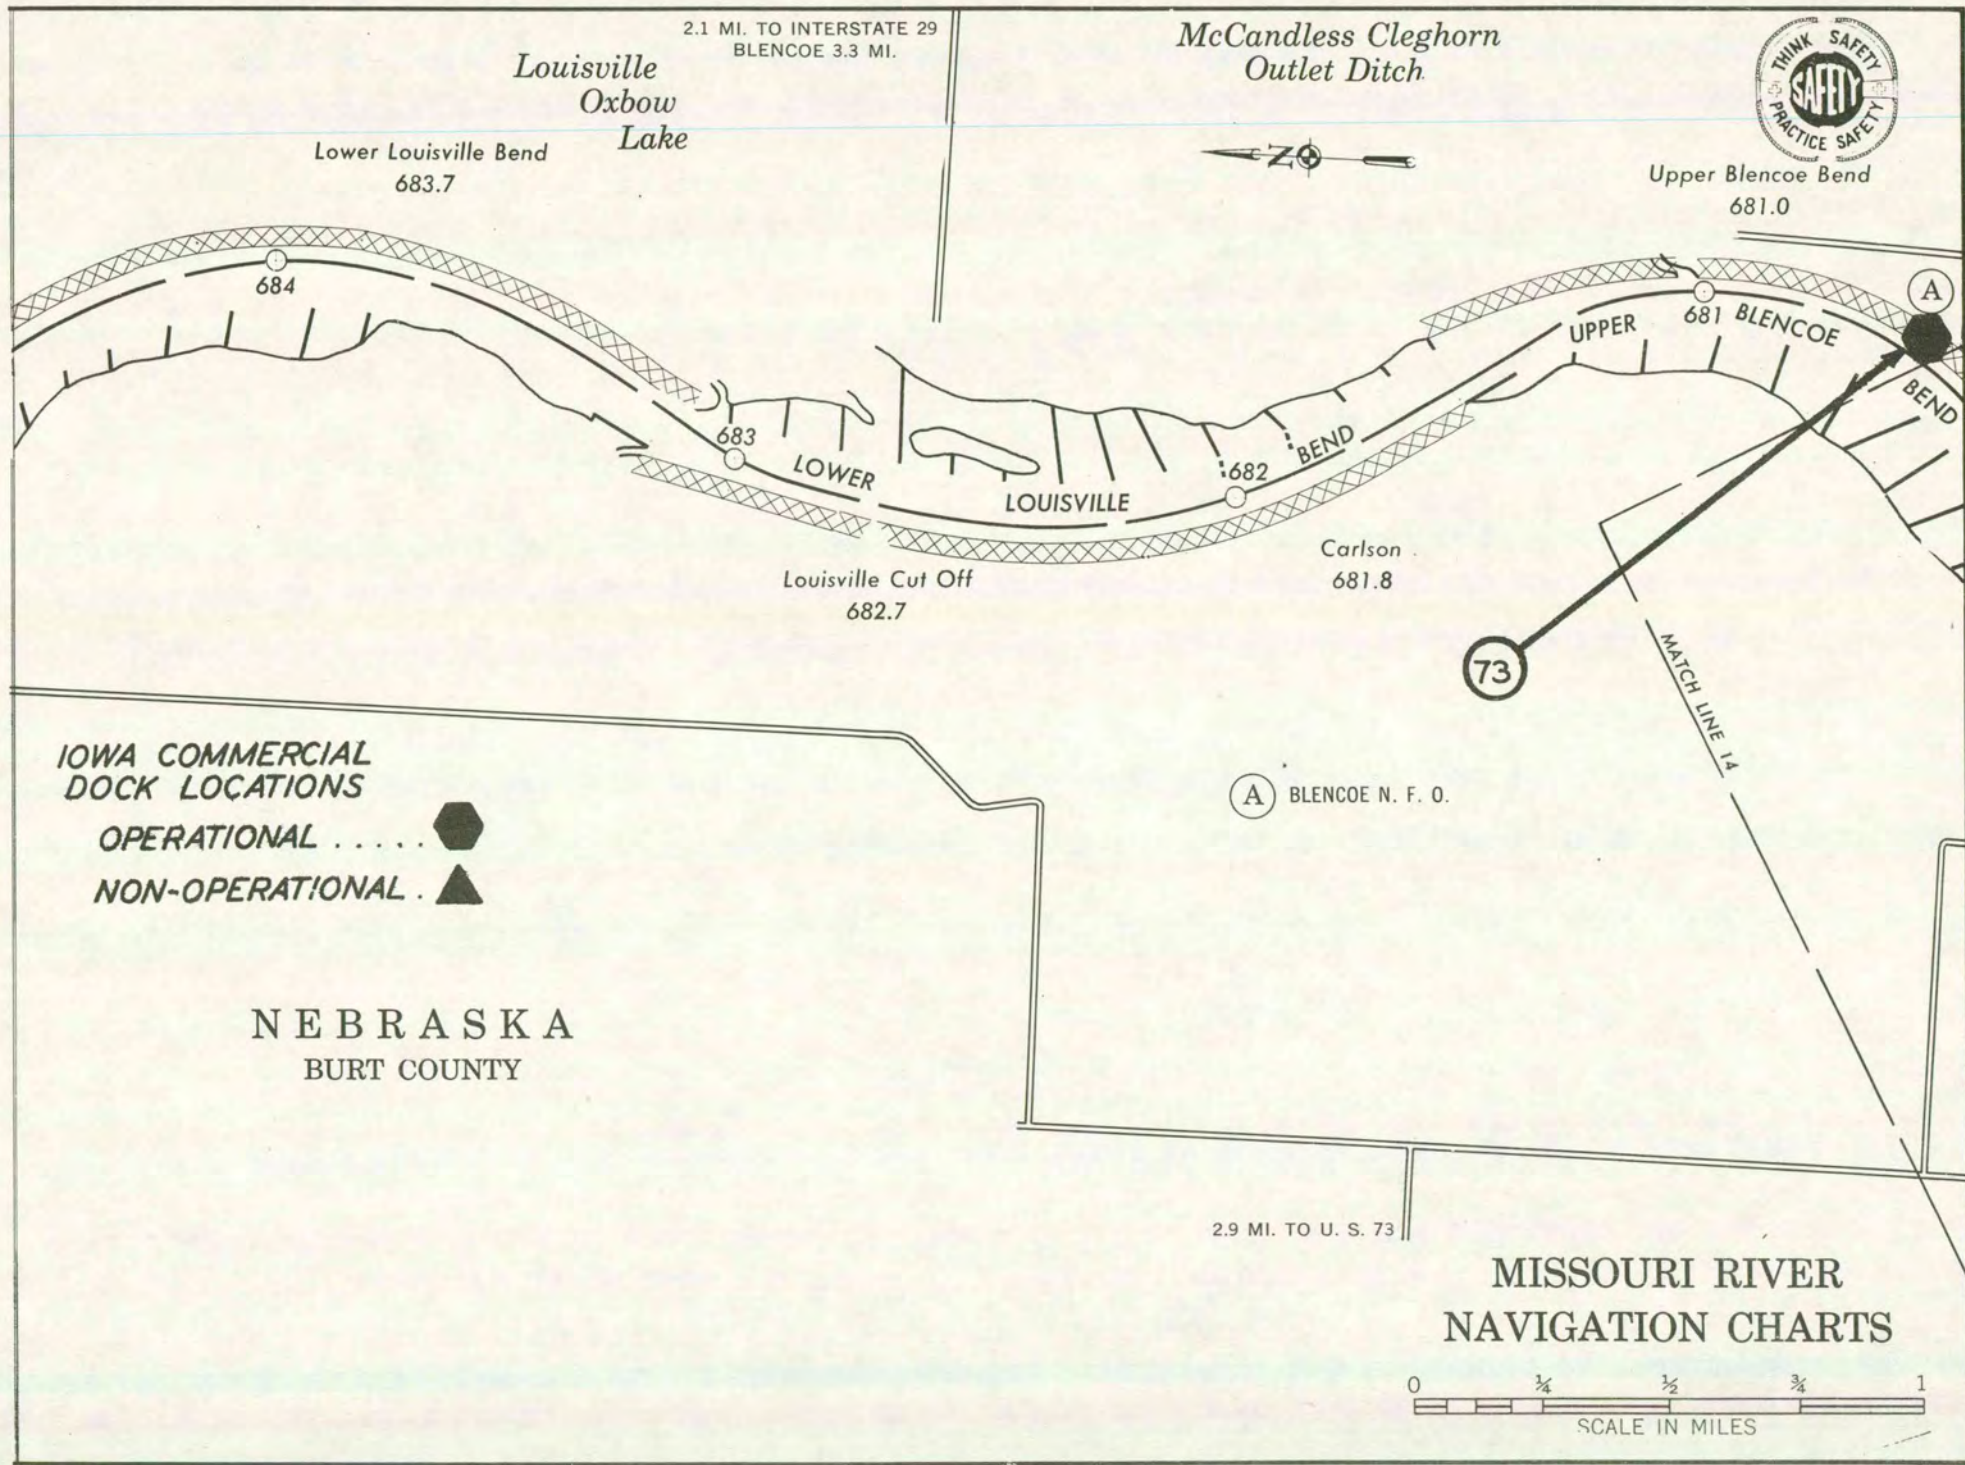 2.1 MI. TO INTERSTATE 29
BLENCOE 3.3 MI.
Louisville
Oxbow
Lake
McCandless Cleghorn
Outlet Ditch
N
THINK SAFETY
SAFETY
PRACTICE SAFETY
Lower Louisville Bend
683.7
Upper Blencoe Bend
681.0
A
684
683
LOWER
LOUISVILLE
682
BEND
UPPER
681
BLENCOE
BEND
Louisville Cut Off
682.7
Carlson
681.8
73
MATCH LINE 14
IOWA COMMERCIAL
DOCK LOCATIONS
OPERATIONAL .....
NON-OPERATIONAL .
A BLENCOE N. F. O.
NEBRASKA
BURT COUNTY
2.9 MI. TO U. S. 73
MISSOURI RIVER
NAVIGATION CHARTS
0 ¼ ½ ¾ 1
SCALE IN MILES